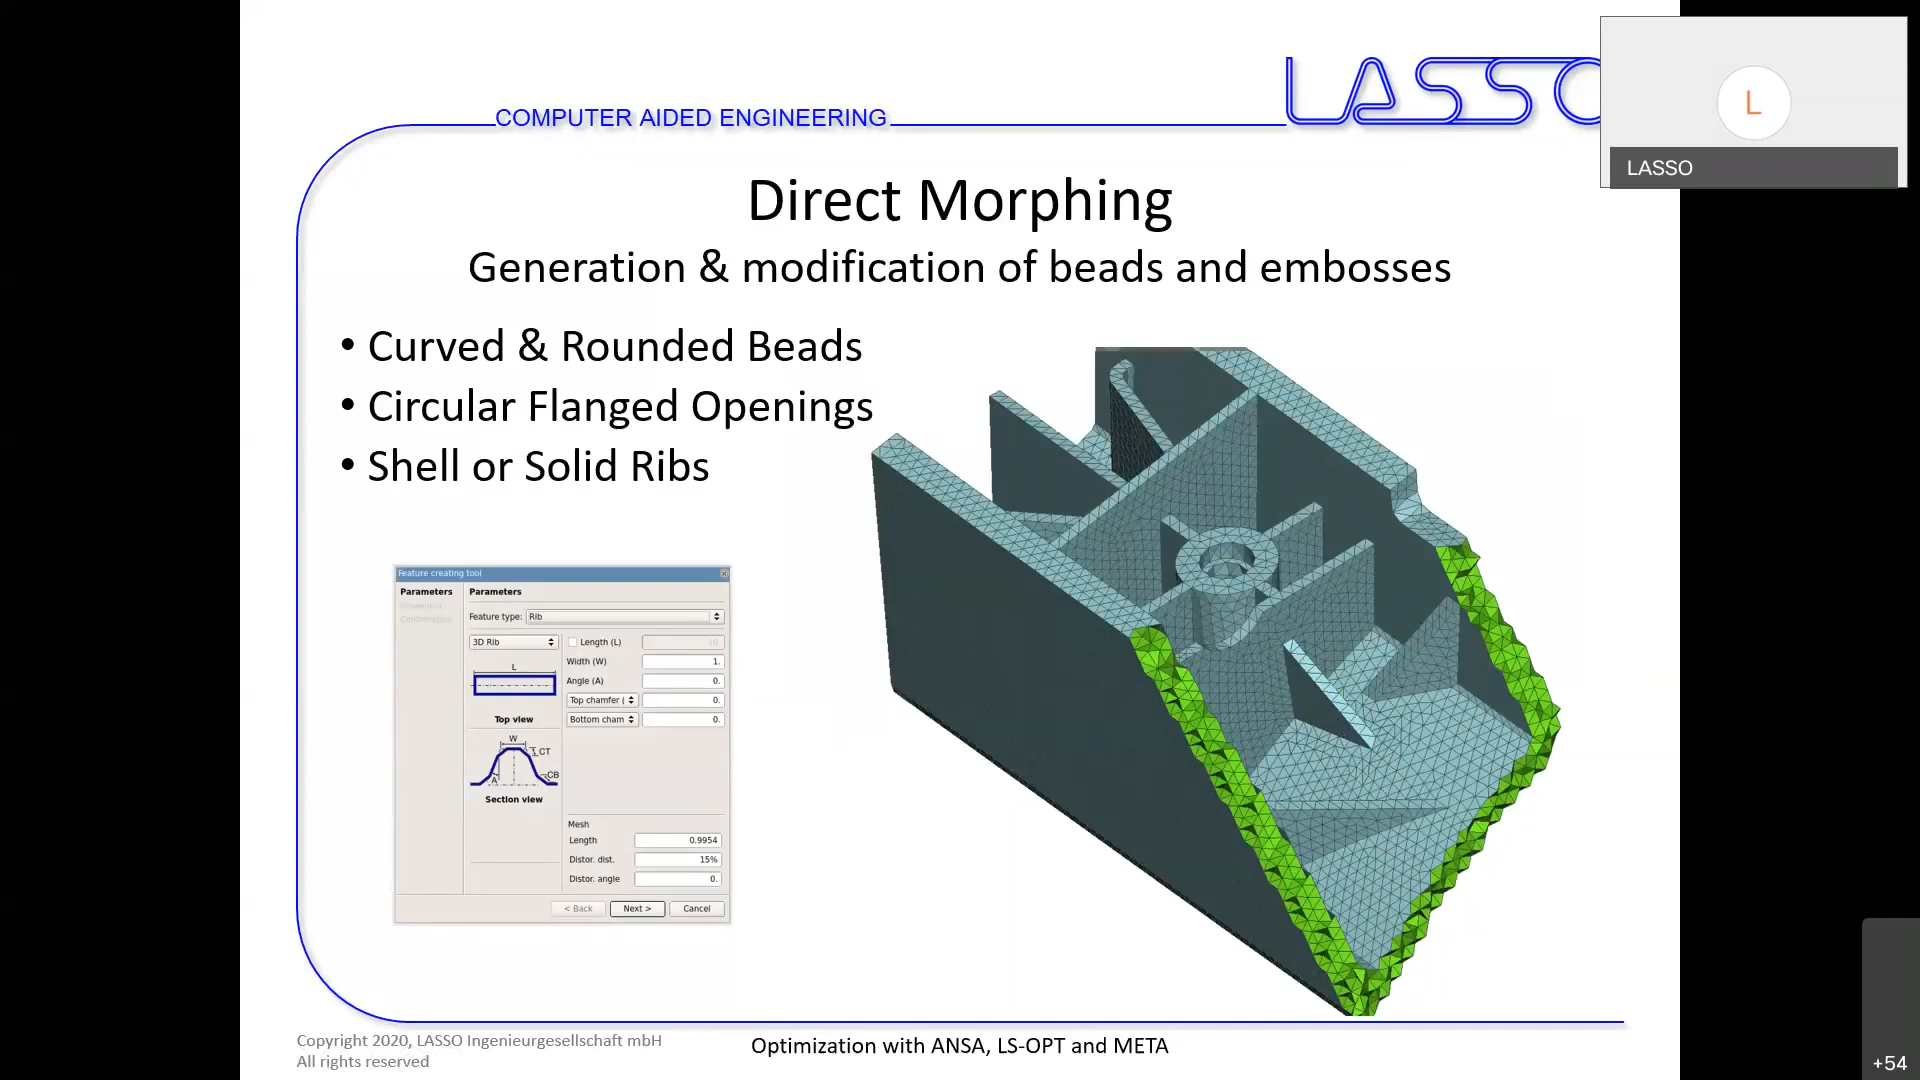 LASSO
L
LASSO
COMPUTER AIDED ENGINEERING
Direct Morphing
Generation & modification of beads and embosses
• Curved & Rounded Beads
• Circular Flanged Openings
• Shell or Solid Ribs
Feature creating tool
Parameters
Confirmation
Parameters
Feature type: Rib
3D Rib
Length (L) 10
Width (W) 1.
Angle (A) 0.
Top chamfer ( 0.
Bottom cham 0.
L
Top view
W
CT
A
CB
Section view
Mesh
Length 0.9954
Distor. dist. 15%
Distor. angle 0.
< Back Next > Cancel
Copyright 2020, LASSO Ingenieurgesellschaft mbH
All rights reserved
Optimization with ANSA, LS-OPT and META
+54